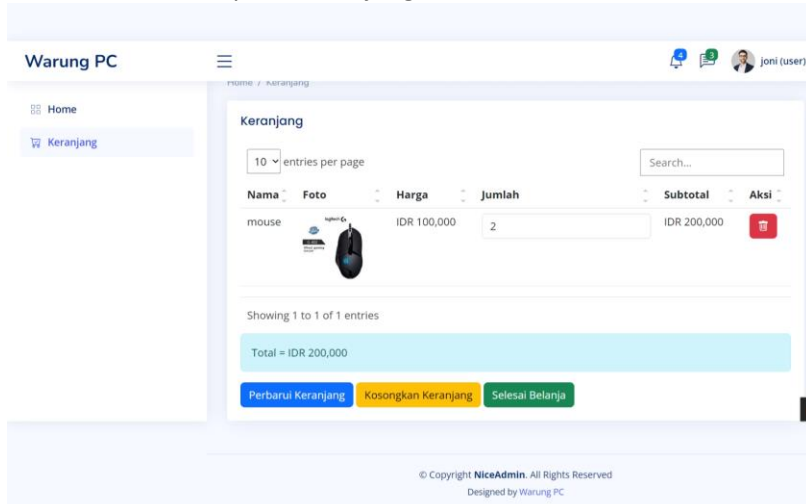 Warung PC
4
3
joni (user)
Home / Keranjang
Home
Keranjang
Keranjang
10 entries per page
Search...
Nama Foto Harga Jumlah Subtotal Aksi
mouse IDR 100,000 2 IDR 200,000
Showing 1 to 1 of 1 entries
Total = IDR 200,000
Perbarui Keranjang Kosongkan Keranjang Selesai Belanja
© Copyright NiceAdmin. All Rights Reserved
Designed by Warung PC